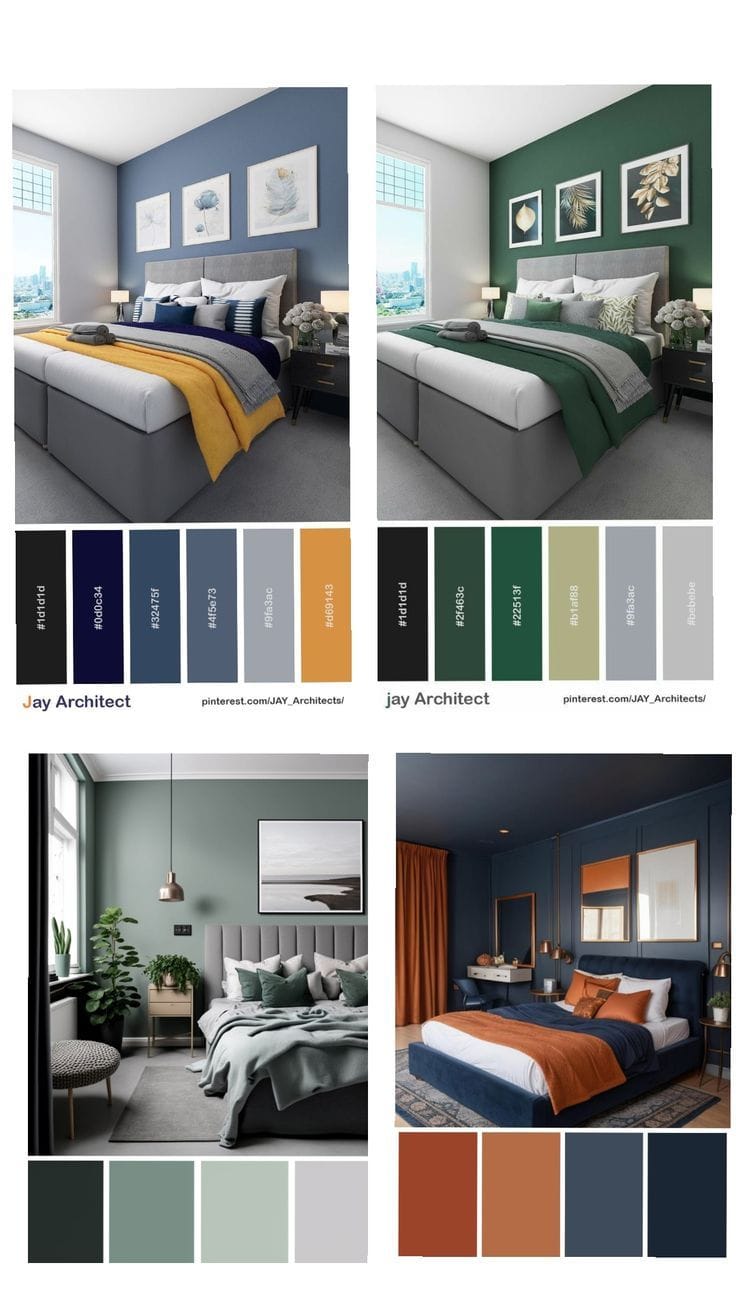 #1d1d1d
#0d0c34
#32475f
#4f5e73
#9fa3ac
#d69143
Jay Architect
pinterest.com/JAY_Architects/
#1d1d1d
#2f463c
#22513f
#b1af88
#9fa3ac
#bebebe
jay Architect
pinterest.com/JAY_Architects/